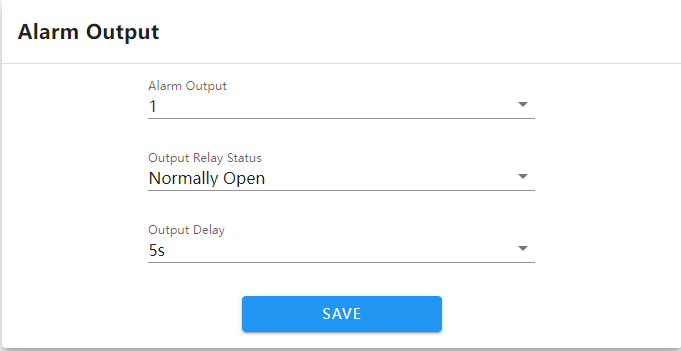 Alarm Output
Alarm Output
1
Output Relay Status
Normally Open
Output Delay
5s
SAVE